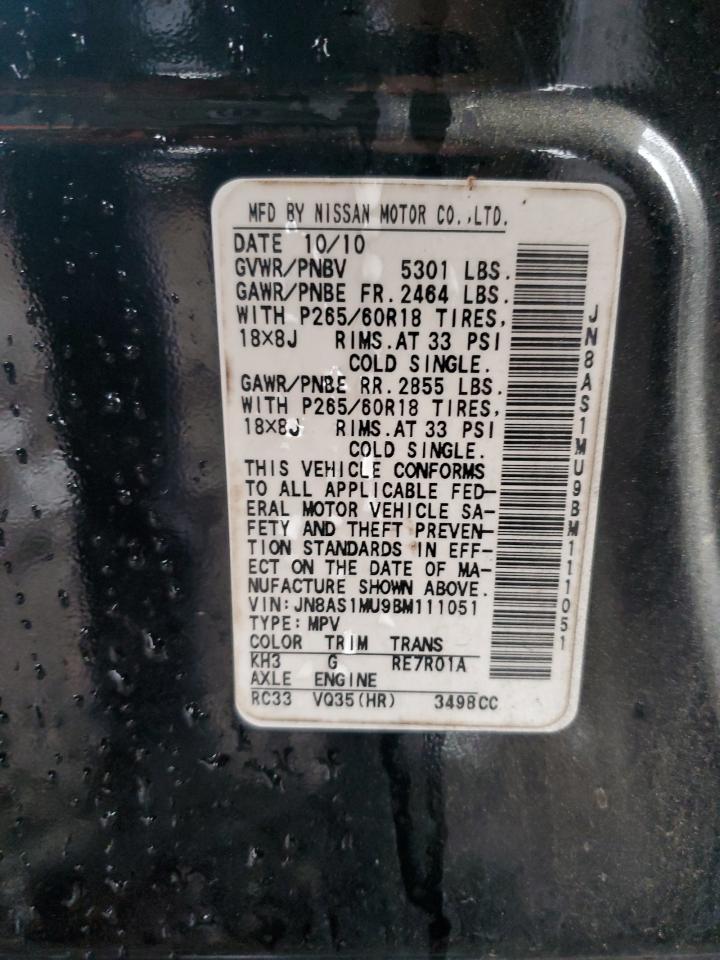 MFD BY NISSAN MOTOR CO.,LTD.
DATE 10/10
GVWR/PNBV 5301 LBS.
GAWR/PNBE FR. 2464 LBS.
WITH P265/60R18 TIRES,
18×8J RIMS. AT 33 PSI
COLD SINGLE.
GAWR/PNBE RR. 2855 LBS.
WITH P265/60R18 TIRES,
18×8J RIMS. AT 33 PSI
COLD SINGLE.
THIS VEHICLE CONFORMS
TO ALL APPLICABLE FED-
ERAL MOTOR VEHICLE SA-
FETY AND THEFT PREVEN-
TION STANDARDS IN EFF-
ECT ON THE DATE OF MA-
NUFACTURE SHOWN ABOVE.
VIN: JN8AS1MU9BM111051
TYPE: MPV
COLOR TRIM TRANS
KH3 G RE7R01A
AXLE ENGINE
RC33 VQ35(HR) 3498CC
JN8AS1MU9BM111051